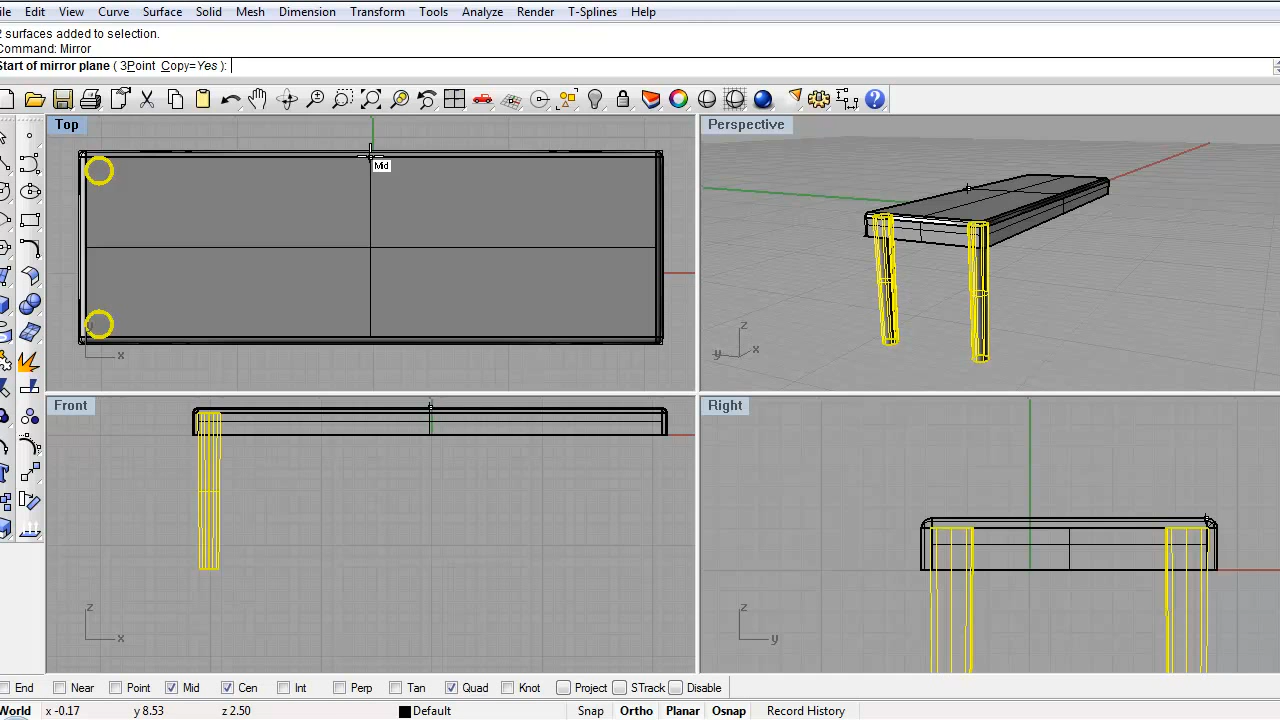 ile Edit View Curve Surface Solid Mesh Dimension Transform Tools Analyze Render T-Splines Help
2 surfaces added to selection.
Command: Mirror
Start of mirror plane ( 3Point Copy=Yes ):
Top
Perspective
Mid
y x
z y x
Front
Right
z x
z y
End Near Point Mid Cen Int Perp Tan Quad Knot Project STrack Disable
World x -0.17 y 8.53 z 2.50 Default Snap Ortho Planar Osnap Record History